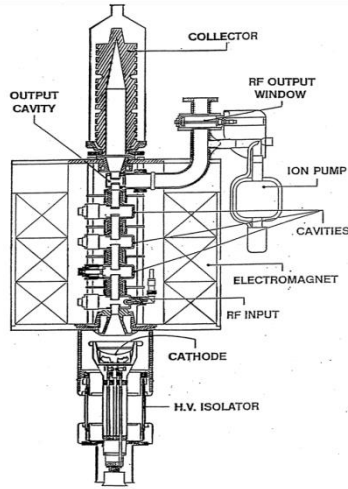 COLLECTOR
OUTPUT
CAVITY
RF OUTPUT
WINDOW
ION PUMP
CAVITIES
ELECTROMAGNET
RF INPUT
CATHODE
H.V. ISOLATOR